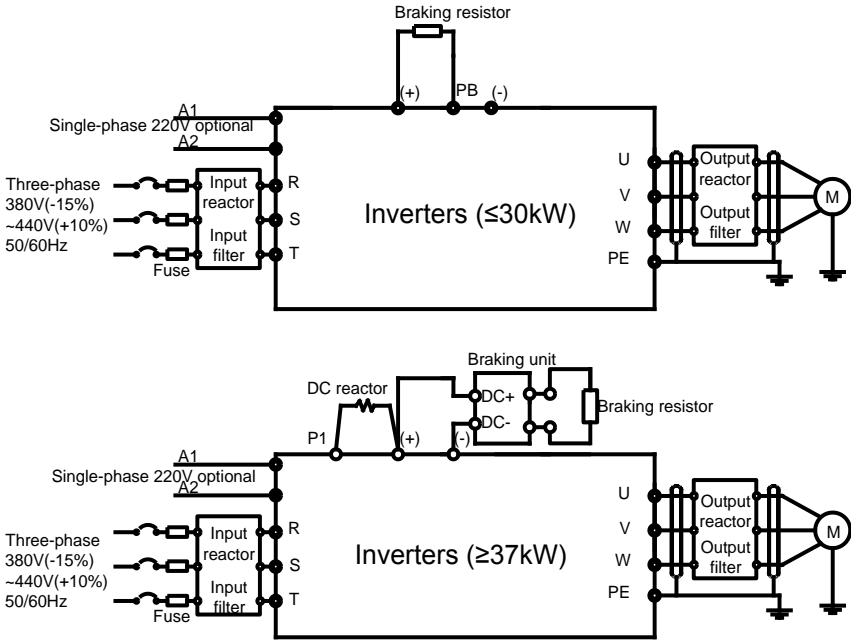 Braking resistor
(+)
PB
(-)
A1
Single-phase 220V optional
A2
Three-phase
380V(-15%)
~440V(+10%)
50/60Hz
Fuse
Input
reactor
Input
filter
R
S
T
Inverters (≤30kW)
U
V
W
PE
Output
reactor
Output
filter
M
Braking unit
DC reactor
DC+
DC-
Braking resistor
P1
(+)
(-)
A1
Single-phase 220V optional
A2
Three-phase
380V(-15%)
~440V(+10%)
50/60Hz
Fuse
Input
reactor
Input
filter
R
S
T
Inverters (≥37kW)
U
V
W
PE
Output
reactor
Output
filter
M